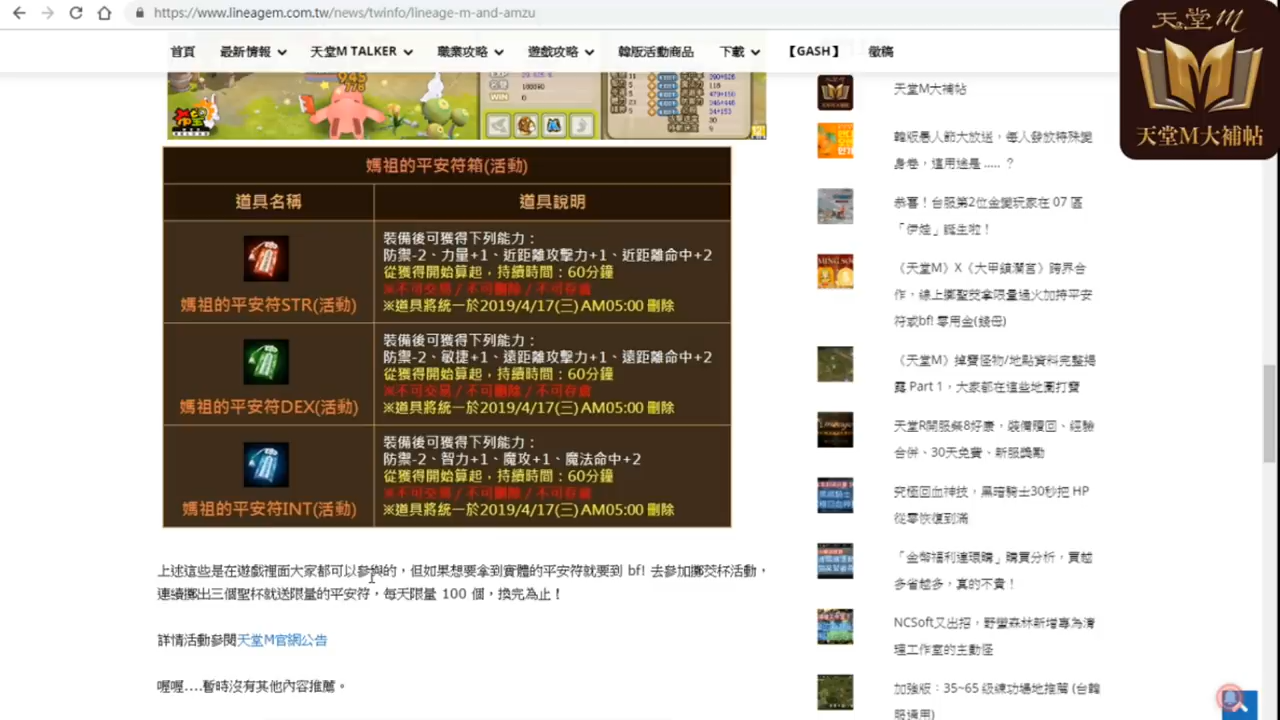 https://www.lineagem.com.tw/news/twinfo/lineage-m-and-amzu
首頁 最新情報 天堂M TALKER 職業攻略 遊戲攻略 韓版活動商品 下載 【GASH】 徵稿
天堂M
天堂M大補帖
媽祖的平安符箱(活動)
道具名稱 道具說明
裝備後可獲得下列能力：
防禦-2、力量+1、近距離攻擊力+1、近距離命中+2
從獲得開始算起，持續時間：60分鐘
※不可交易 / 不可刪除 / 不可存倉
※道具將統一於2019/4/17(三) AM05:00 刪除
媽祖的平安符STR(活動)
裝備後可獲得下列能力：
防禦-2、敏捷+1、遠距離攻擊力+1、遠距離命中+2
從獲得開始算起，持續時間：60分鐘
※不可交易 / 不可刪除 / 不可存倉
※道具將統一於2019/4/17(三) AM05:00 刪除
媽祖的平安符DEX(活動)
裝備後可獲得下列能力：
防禦-2、智力+1、魔攻+1、魔法命中+2
從獲得開始算起，持續時間：60分鐘
※不可交易 / 不可刪除 / 不可存倉
※道具將統一於2019/4/17(三) AM05:00 刪除
媽祖的平安符INT(活動)
上述這些是在遊戲裡面大家都可以參與的，但如果想要拿到實體的平安符就要到 bf! 去參加擲筊杯活動，
連續擲出三個聖杯就送限量的平安符，每天限量 100 個，換完為止！
詳情活動參閱天堂M官網公告
喔喔....暫時沒有其他內容推薦。
天堂M大補帖
韓版愚人節大放送，每人發放特殊變
身卷，這用途是 ..... ？
恭喜！台服第2位金變玩家在 07 區
「伊娃」誕生啦！
《天堂M》X《大甲鎮瀾宮》跨界合
作，線上擲聖筊拿限量過火加持平安
符或bf! 零用金(錢母)
《天堂M》掉寶怪物/地點資料完整揭
露 Part 1，大家都在這些地圖打寶
天堂R開服祭8好康，裝備贖回、經驗
合併、30天免費、新服獎勵
究極回血神技，黑暗騎士30秒把 HP
從零恢復到滿
「金幣福利連環購」購買分析，買越
多省越多，真的不貴！
NCSoft又出招，野蠻森林新增專為清
理工作室的主動怪
加強版：35~65 級練功場地推薦 (台韓